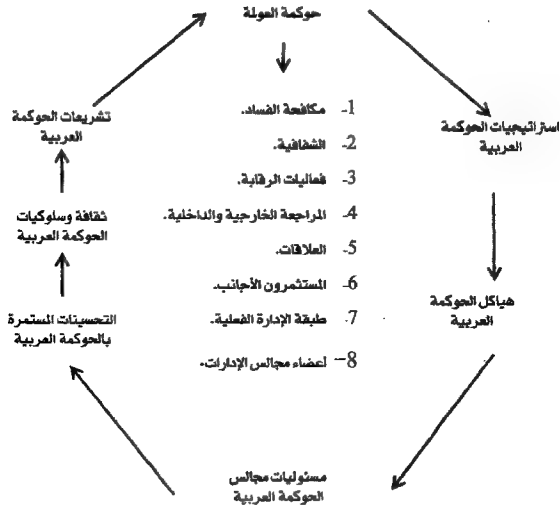 حوكمة العولة
استراتيجيات الحوكمة
العربية
هياكل الحوكمة
العربية
مسئوليات مجالس
الحوكمة العربية
التحسينات المستمرة
بالحوكمة العربية
ثقافة وسلوكيات
الحوكمة العربية
تشريعات الحوكمة
العربية
1- مكافحة الفساد.
2- الشفافية.
3- فعاليات الرقابة.
4- المراجعة الخارجية والداخلية.
5- العلاقات.
6- المستثمرون الأجانب.
7- طبقة الإدارة الفعلية.
8- أعضاء مجالس الإدارات.